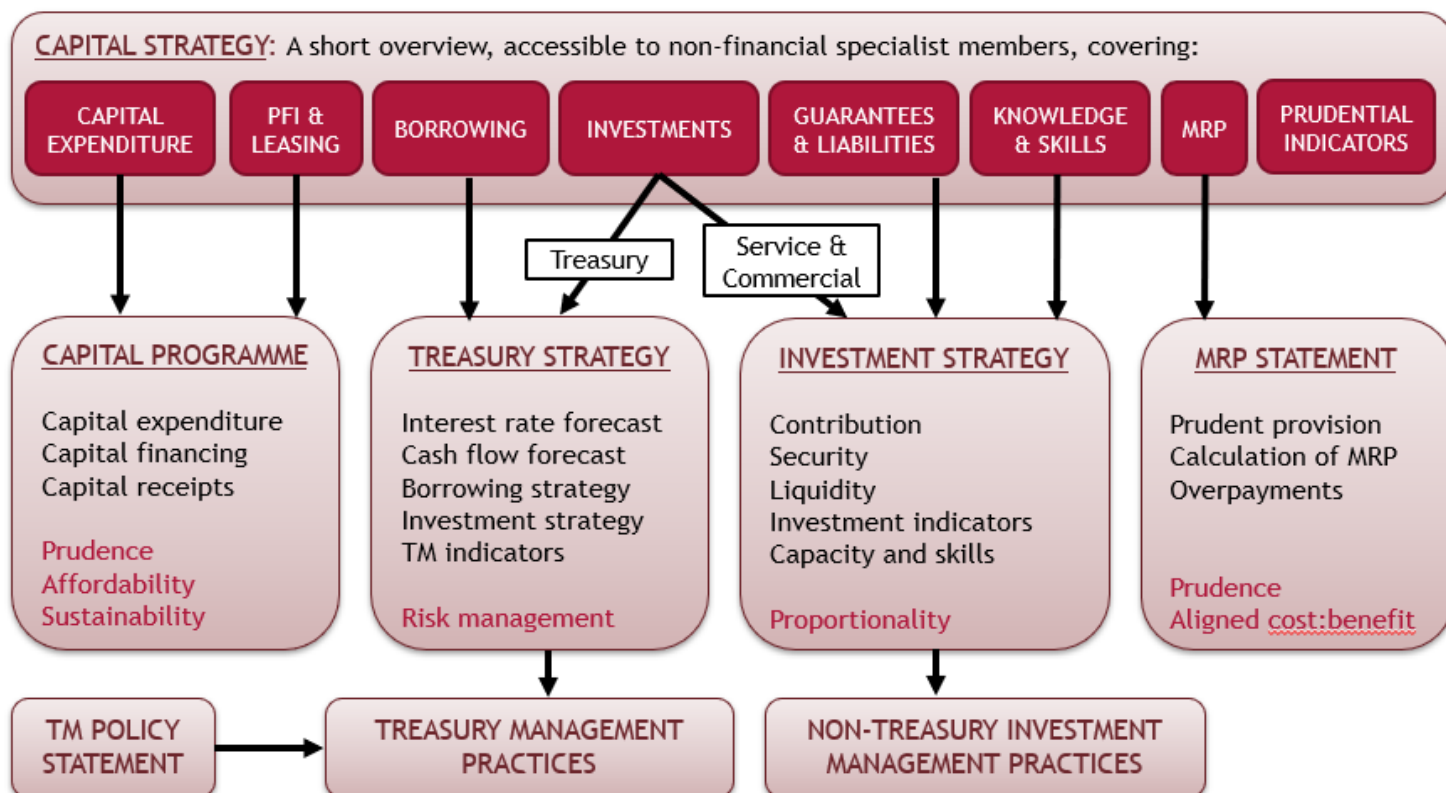 CAPITAL STRATEGY: A short overview, accessible to non-financial specialist members, covering:
CAPITAL
EXPENDITURE
PFI &
LEASING
BORROWING
INVESTMENTS
GUARANTEES
& LIABILITIES
KNOWLEDGE
& SKILLS
MRP
PRUDENTIAL
INDICATORS
Treasury
Service &
Commercial
CAPITAL PROGRAMME
Capital expenditure
Capital financing
Capital receipts
Prudence
Affordability
Sustainability
TREASURY STRATEGY
Interest rate forecast
Cash flow forecast
Borrowing strategy
Investment strategy
TM indicators
Risk management
INVESTMENT STRATEGY
Contribution
Security
Liquidity
Investment indicators
Capacity and skills
Proportionality
MRP STATEMENT
Prudent provision
Calculation of MRP
Overpayments
Prudence
Aligned cost:benefit
TM POLICY
STATEMENT
TREASURY MANAGEMENT
PRACTICES
NON-TREASURY INVESTMENT
MANAGEMENT PRACTICES